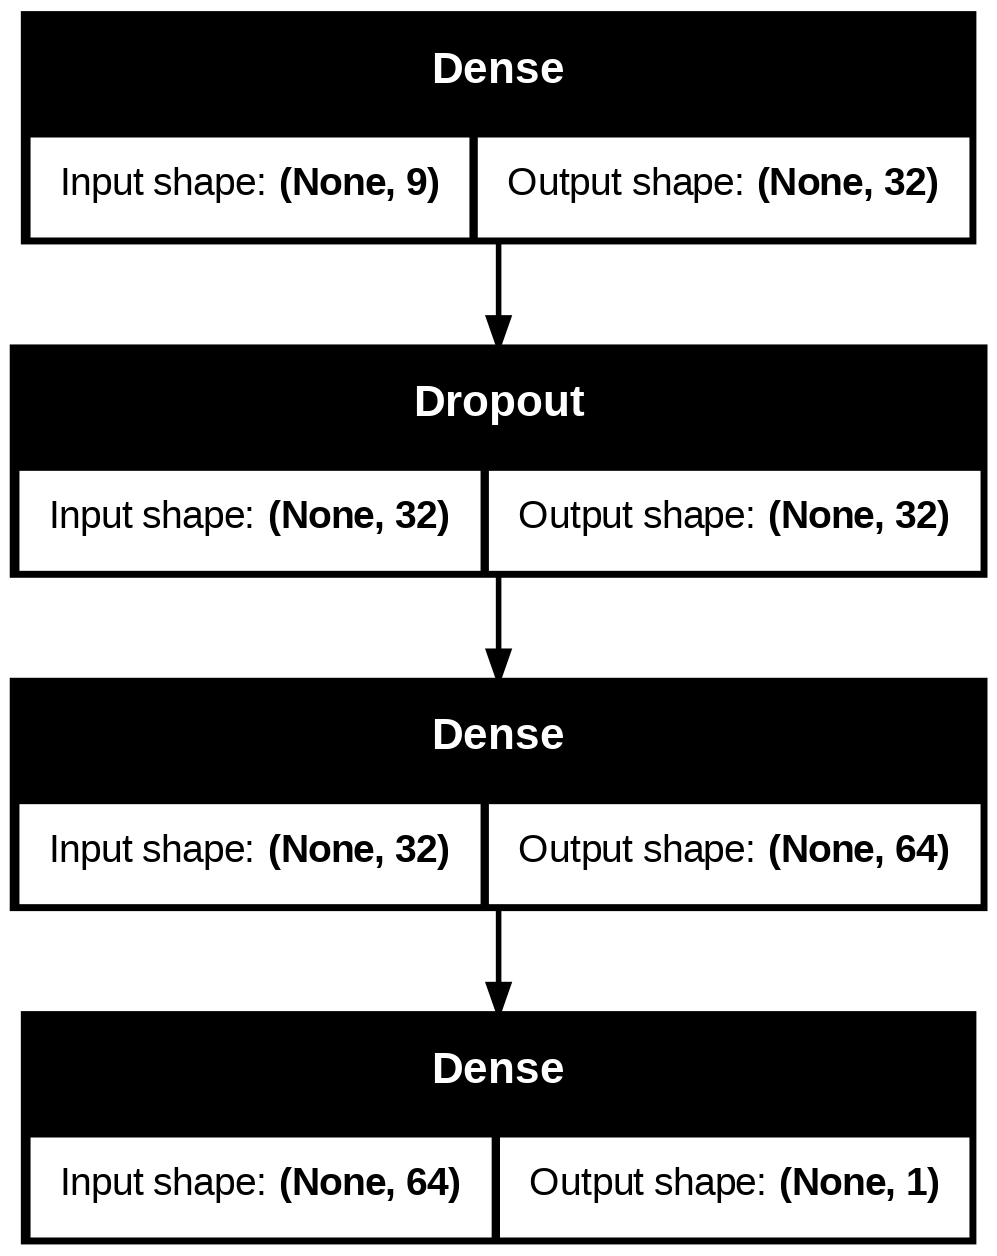 Dense
Input shape: (None, 9) Output shape: (None, 32)
Dropout
Input shape: (None, 32) Output shape: (None, 32)
Dense
Input shape: (None, 32) Output shape: (None, 64)
Dense
Input shape: (None, 64) Output shape: (None, 1)